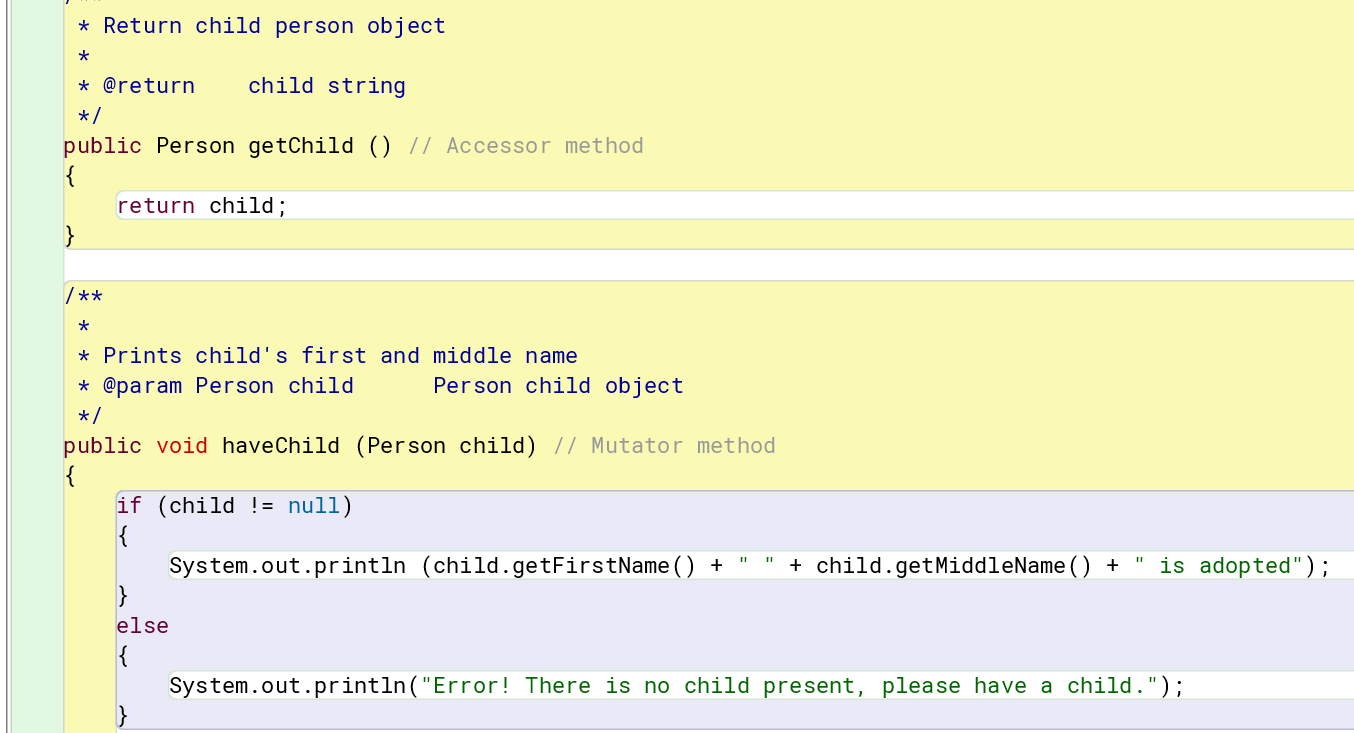 /**
 * Return child person object
 *
 * @return    child string
 */
public Person getChild () // Accessor method
{
    return child;
}

/**
 *
 * Prints child's first and middle name
 * @param Person child      Person child object
 */
public void haveChild (Person child) // Mutator method
{
    if (child != null)
    {
        System.out.println (child.getFirstName() + " " + child.getMiddleName() + " is adopted");
    }
    else
    {
        System.out.println("Error! There is no child present, please have a child.");
    }